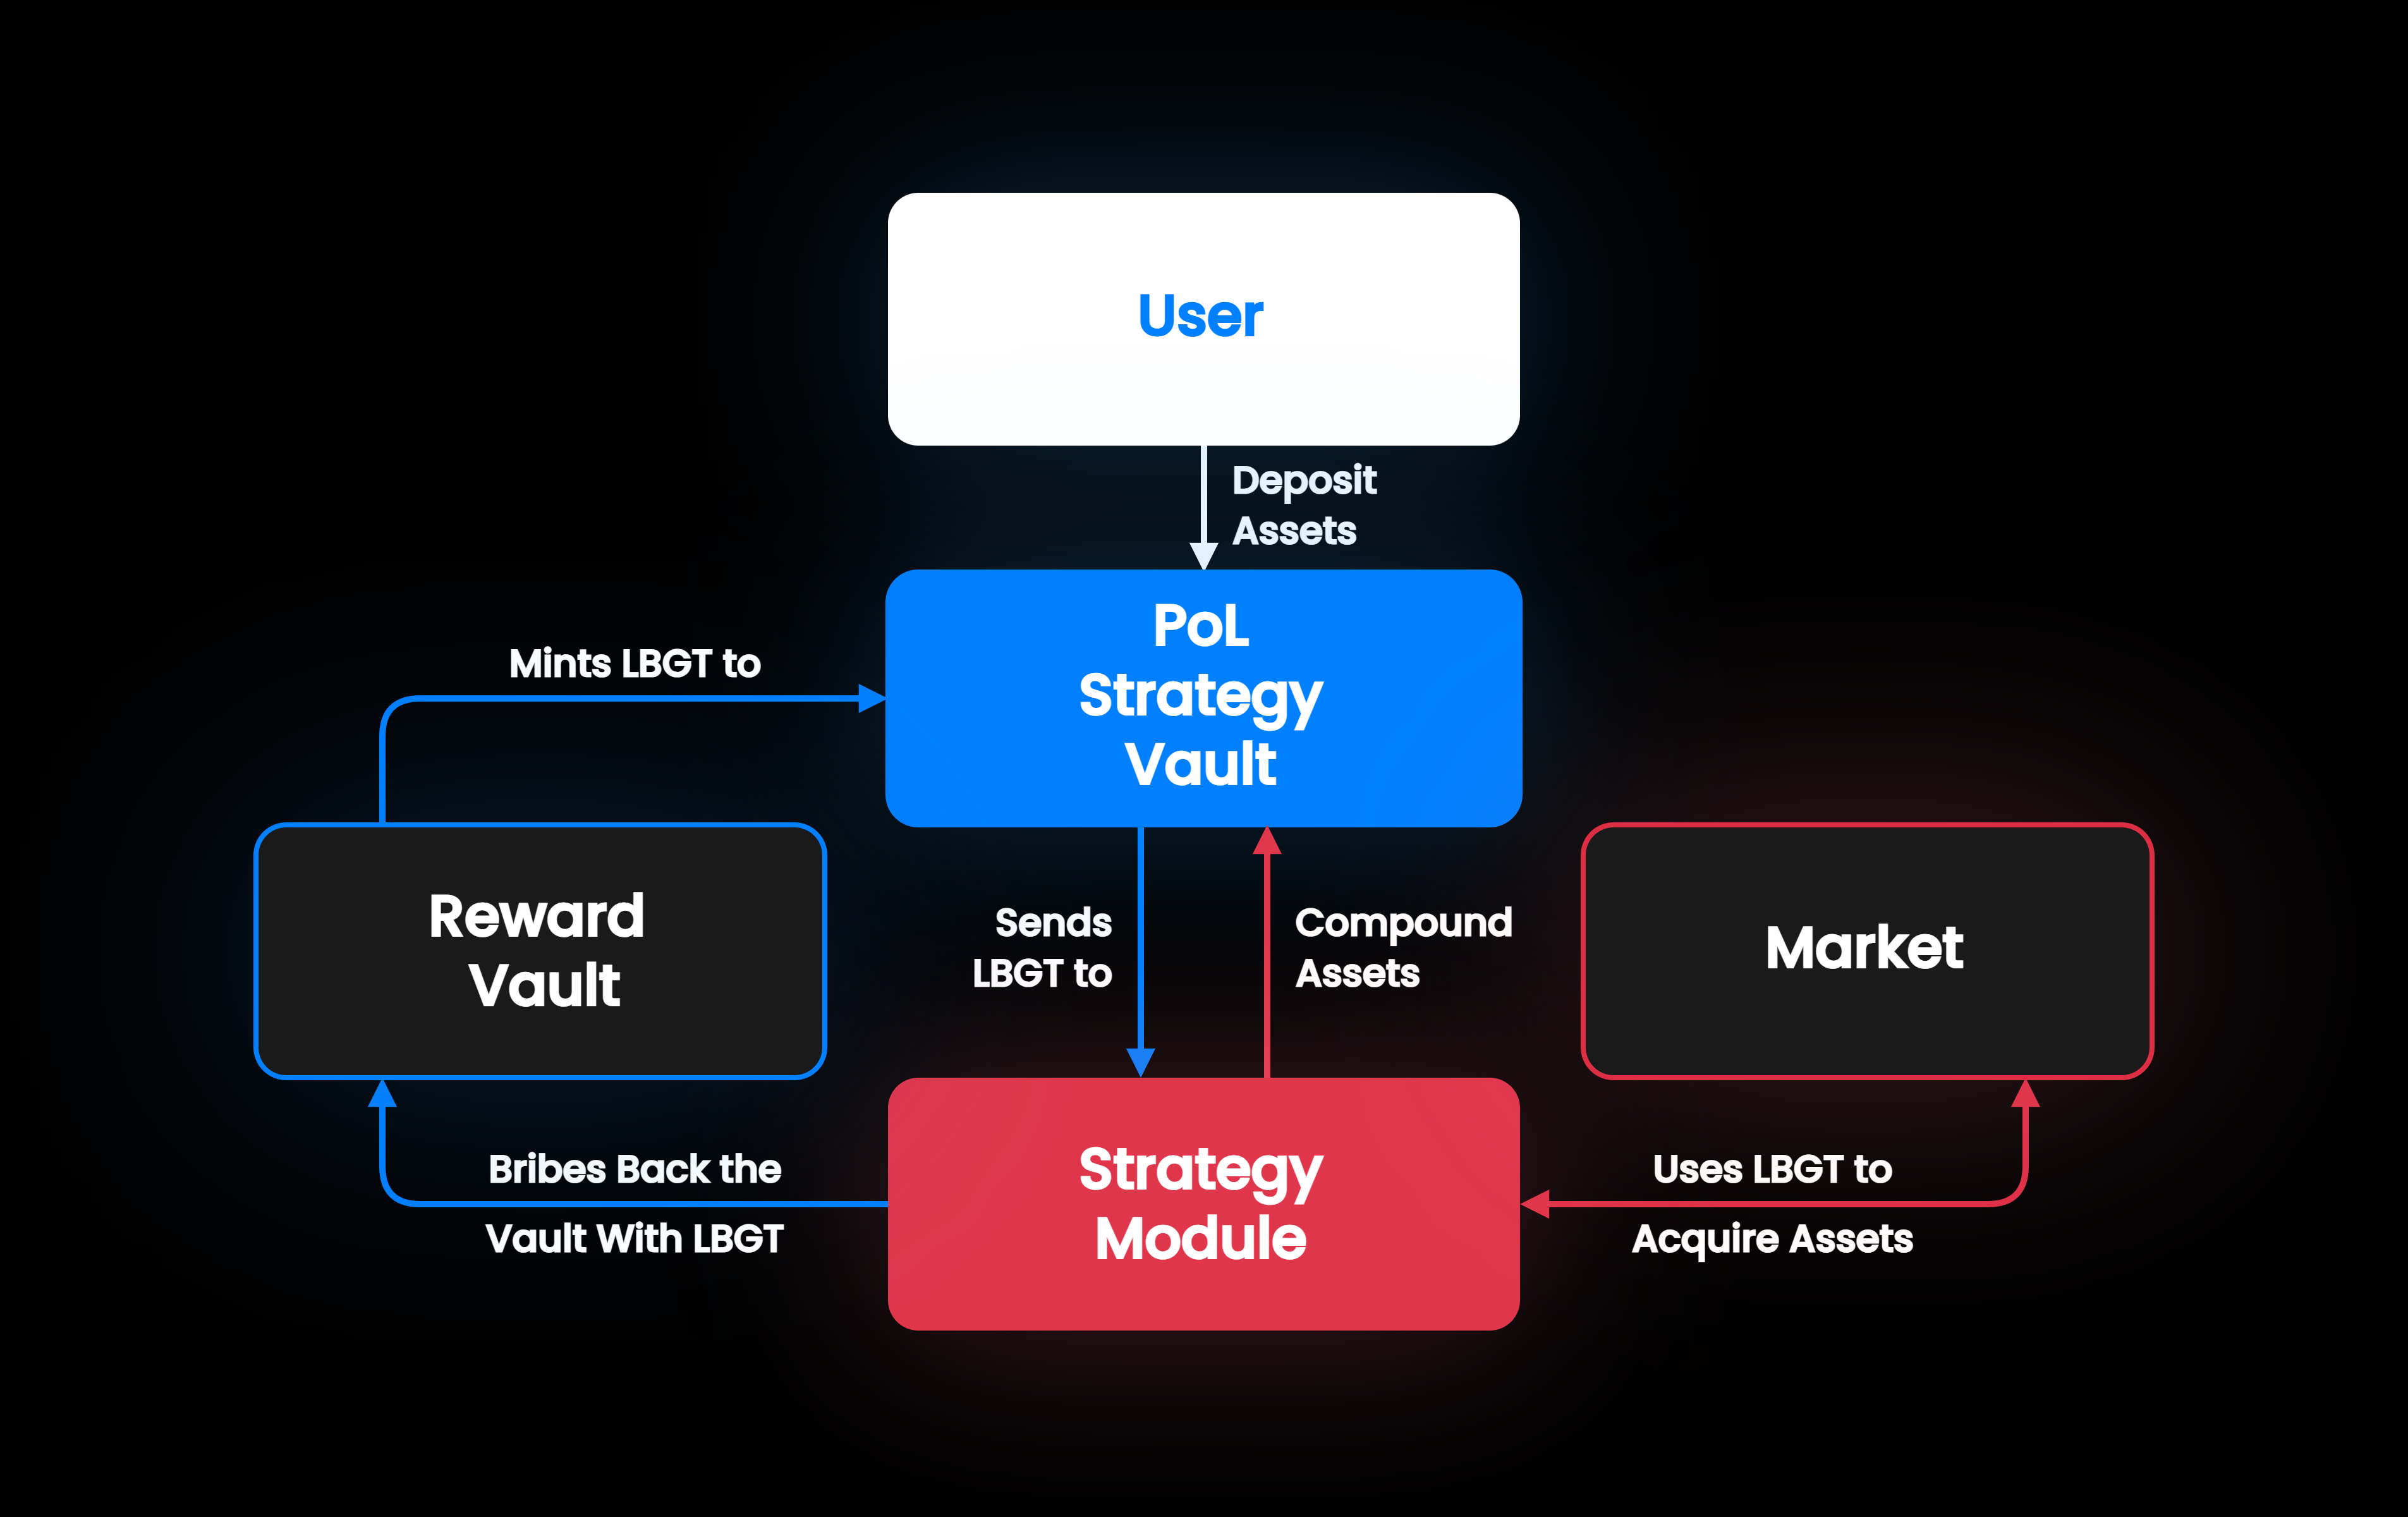 User
Deposit
Assets
PoL
Strategy
Vault
Mints LBGT to
Reward
Vault
Sends
LBGT to
Compound
Assets
Market
Bribes Back the
Vault With LBGT
Strategy
Module
Uses LBGT to
Acquire Assets